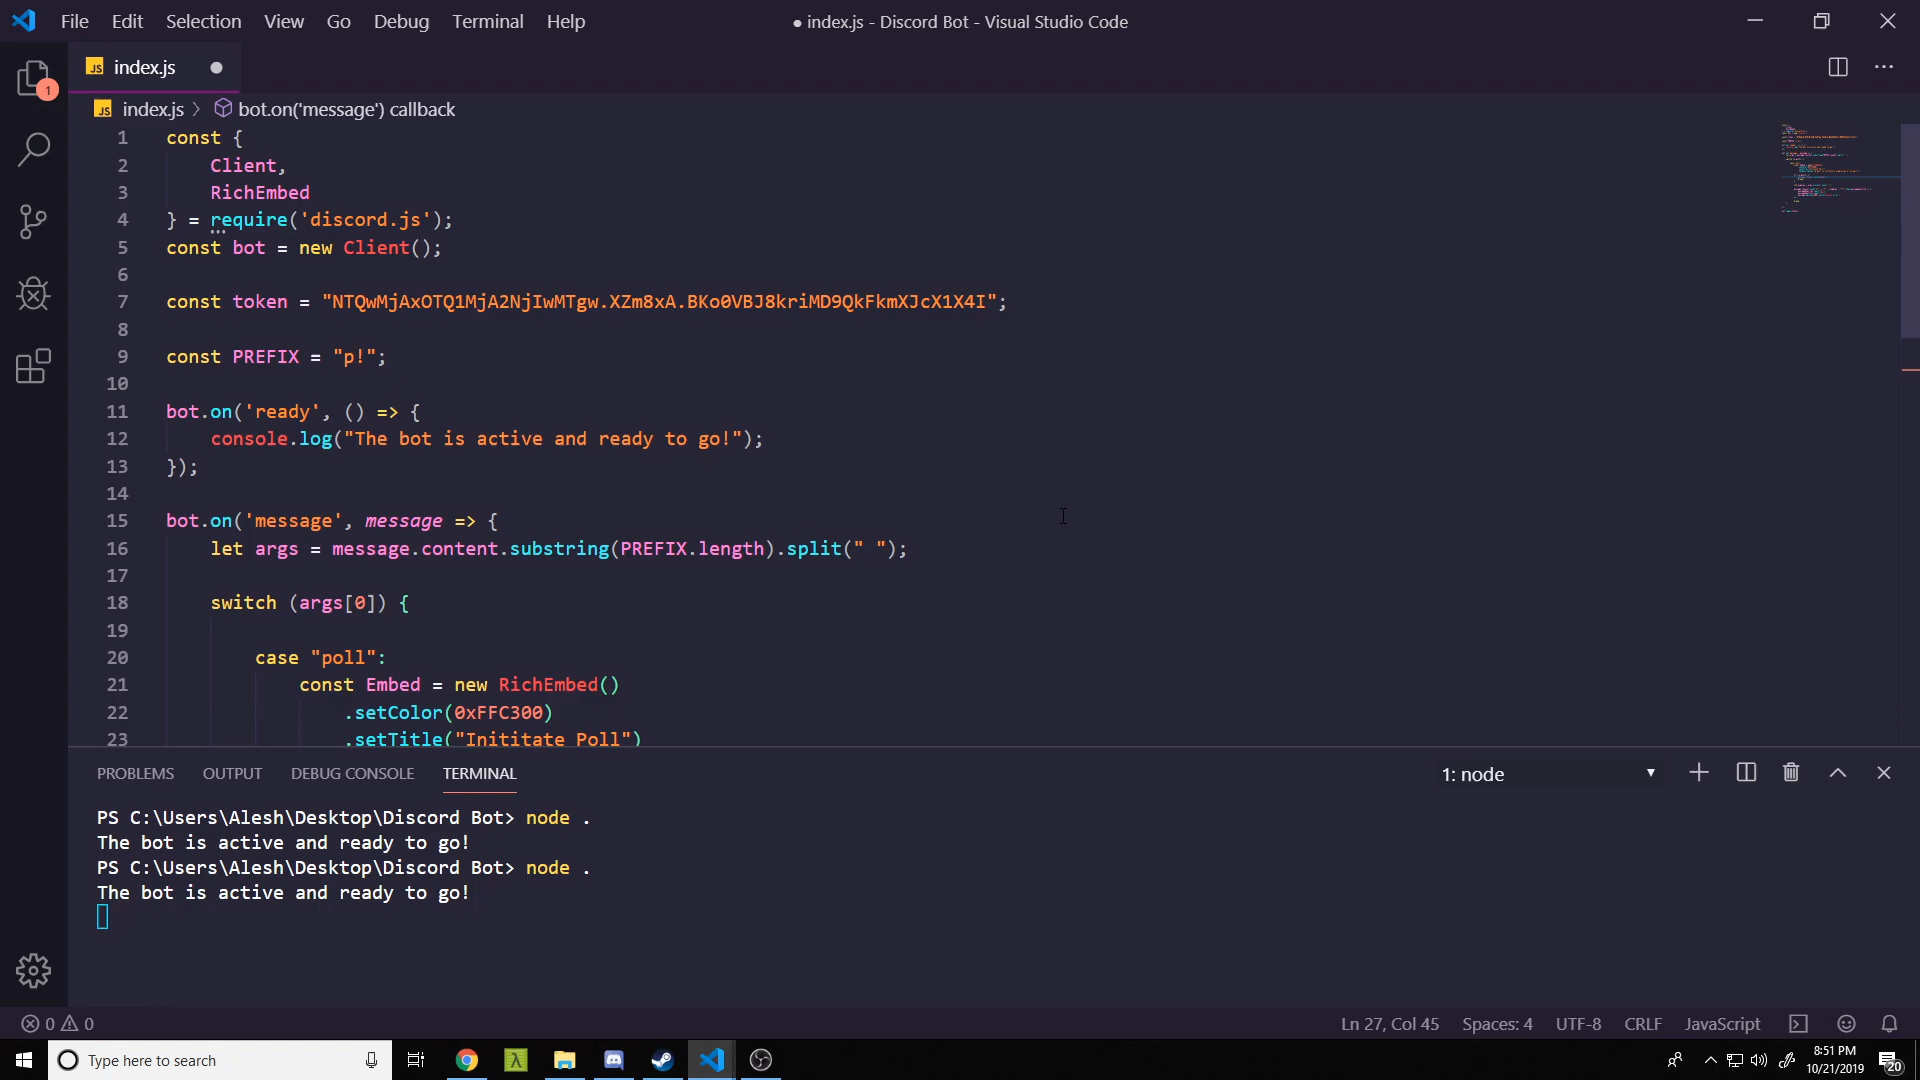 File Edit Selection View Go Debug Terminal Help
● index.js - Discord Bot - Visual Studio Code
1
JS index.js ●
JS index.js > bot.on('message') callback
1 const {
2 Client,
3 RichEmbed
4 } = require('discord.js');
5 const bot = new Client();
6
7 const token = "NTQwMjAxOTQ1MjA2NjIwMTgw.XZm8xA.BKo0VBJ8kriMD9QkFkmXJcX1X4I";
8
9 const PREFIX = "p!";
10
11 bot.on('ready', () => {
12 console.log("The bot is active and ready to go!");
13 });
14
15 bot.on('message', message => {
16 let args = message.content.substring(PREFIX.length).split(" ");
17
18 switch (args[0]) {
19
20 case "poll":
21 const Embed = new RichEmbed()
22 .setColor(0xFFC300)
23 .setTitle("Inititate Poll")
PROBLEMS OUTPUT DEBUG CONSOLE TERMINAL 1: node
PS C:\Users\Alesh\Desktop\Discord Bot> node .
The bot is active and ready to go!
PS C:\Users\Alesh\Desktop\Discord Bot> node .
The bot is active and ready to go!
0 0 Ln 27, Col 45 Spaces: 4 UTF-8 CRLF JavaScript
Type here to search
8:51 PM
10/21/2019
20